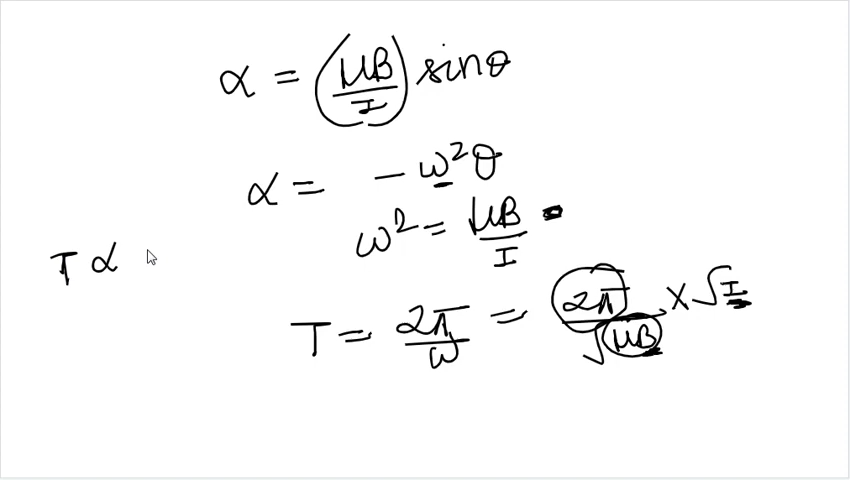 α = (μB/I) sinθ
α = - ω²θ
ω² = μB/I
T α
T = 2π/ω = 2π/√μB × √I